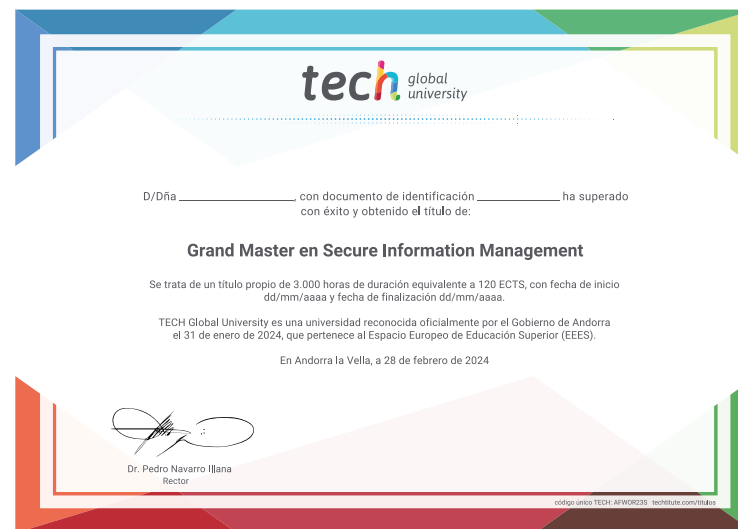 tech global university
D/Dña ______________, con documento de identificación ______________ ha superado
con éxito y obtenido el título de:
Grand Master en Secure Information Management
Se trata de un título propio de 3.000 horas de duración equivalente a 120 ECTS, con fecha de inicio
dd/mm/aaaa y fecha de finalización dd/mm/aaaa.
TECH Global University es una universidad reconocida oficialmente por el Gobierno de Andorra
el 31 de enero de 2024, que pertenece al Espacio Europeo de Educación Superior (EEES).
En Andorra la Vella, a 28 de febrero de 2024
Dr. Pedro Navarro Illana
Rector
código único TECH: AFWOR23S techtitute.com/titulos